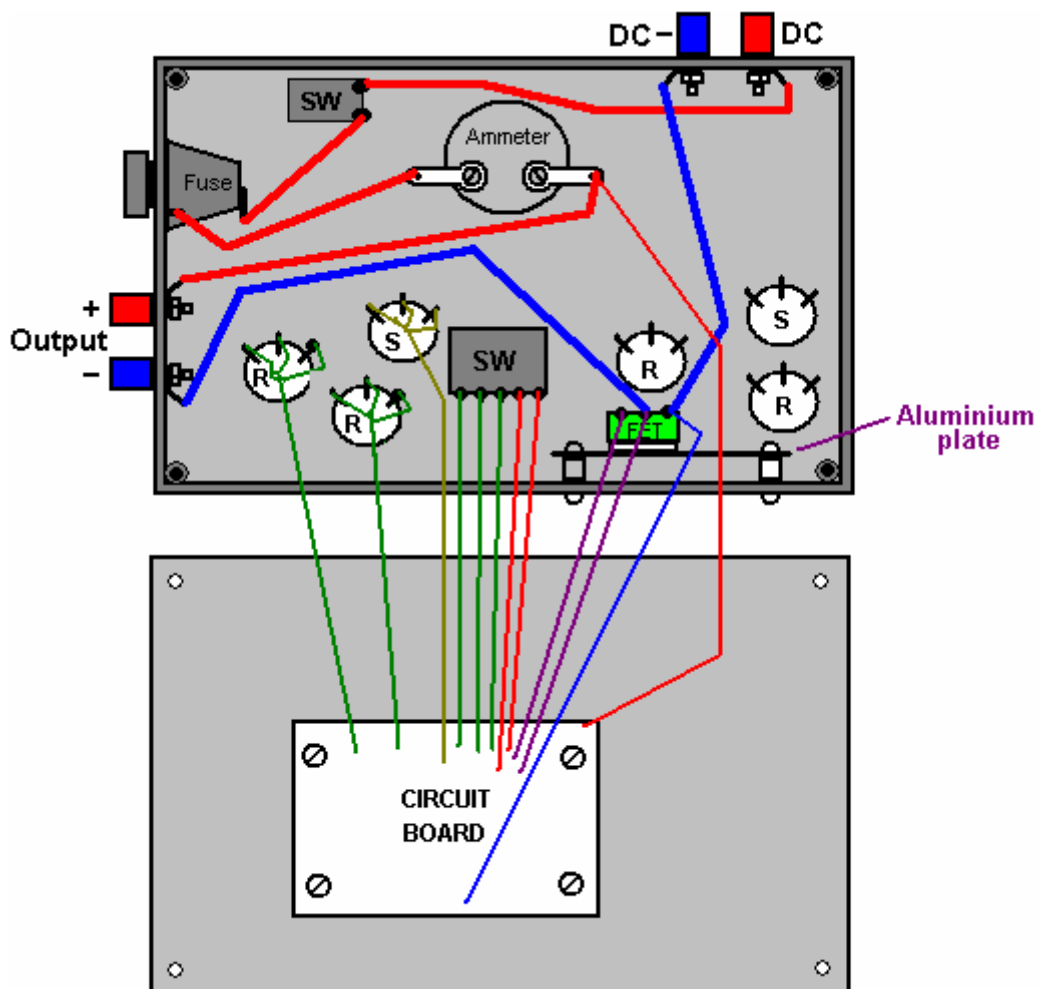 DC- DC
SW
Ammeter
Fuse
+
Output
-
S
R
R
SW
R
S
R
FET
Aluminium
plate
CIRCUIT
BOARD